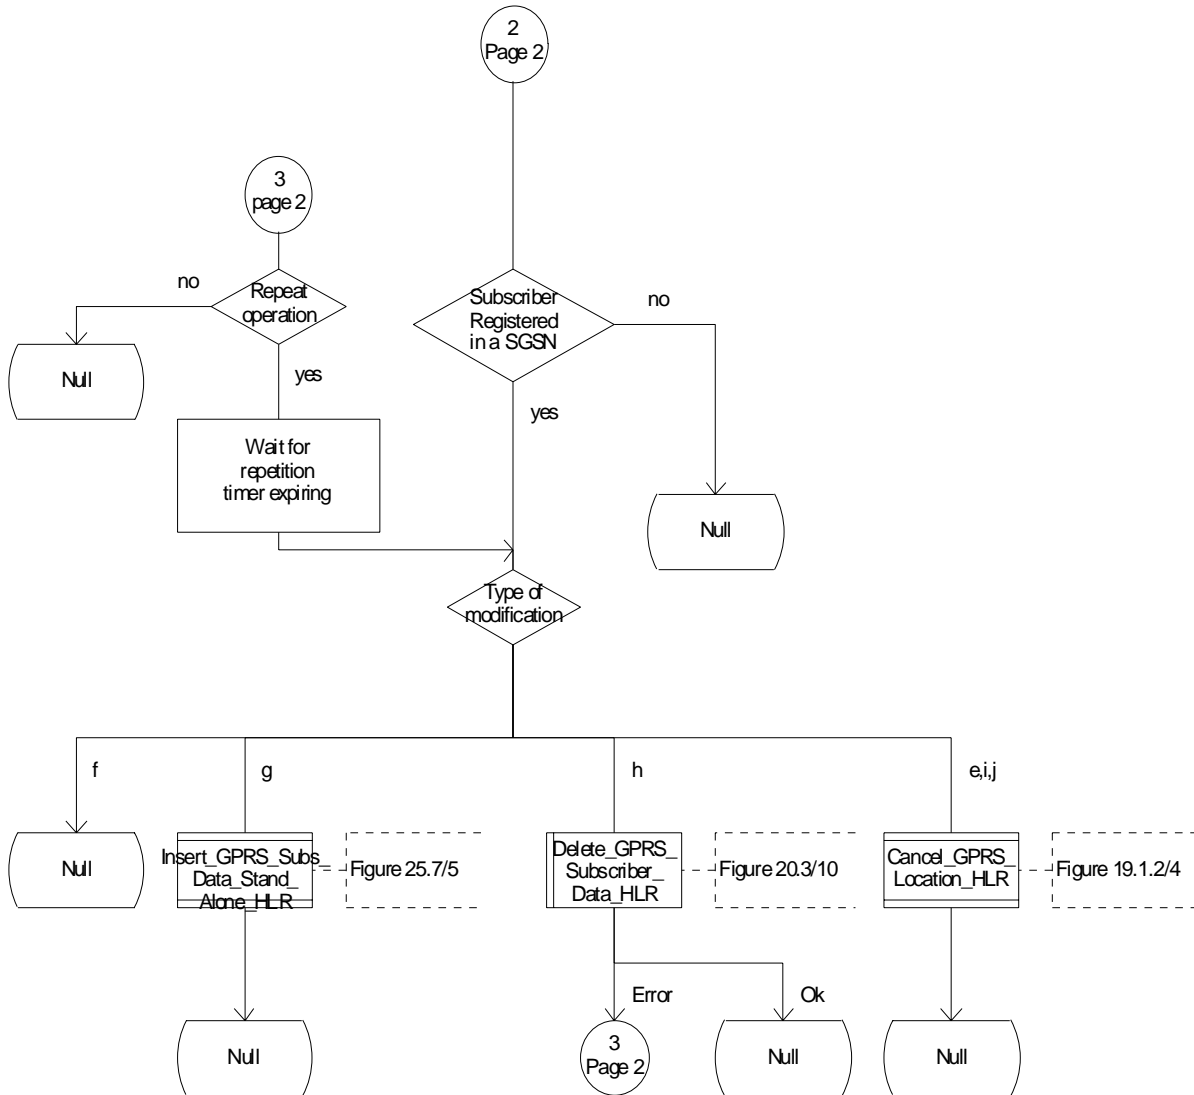 2
Page 2
3
page 2
no
Repeat
operation
Subscriber
Registered
in a SGSN
no
Null
yes
yes
Wait for
repetition
timer expiring
Null
Type of
modification
f
g
h
e,i,j
Null
Insert_GPRS_Subs_
Data_Stand_
Alone_HLR
Figure 25.7/5
Delete_GPRS_
Subscriber_
Data_HLR
Figure 20.3/10
Cancel_GPRS_
Location_HLR
Figure 19.1.2/4
Error
Ok
Null
3
Page 2
Null
Null